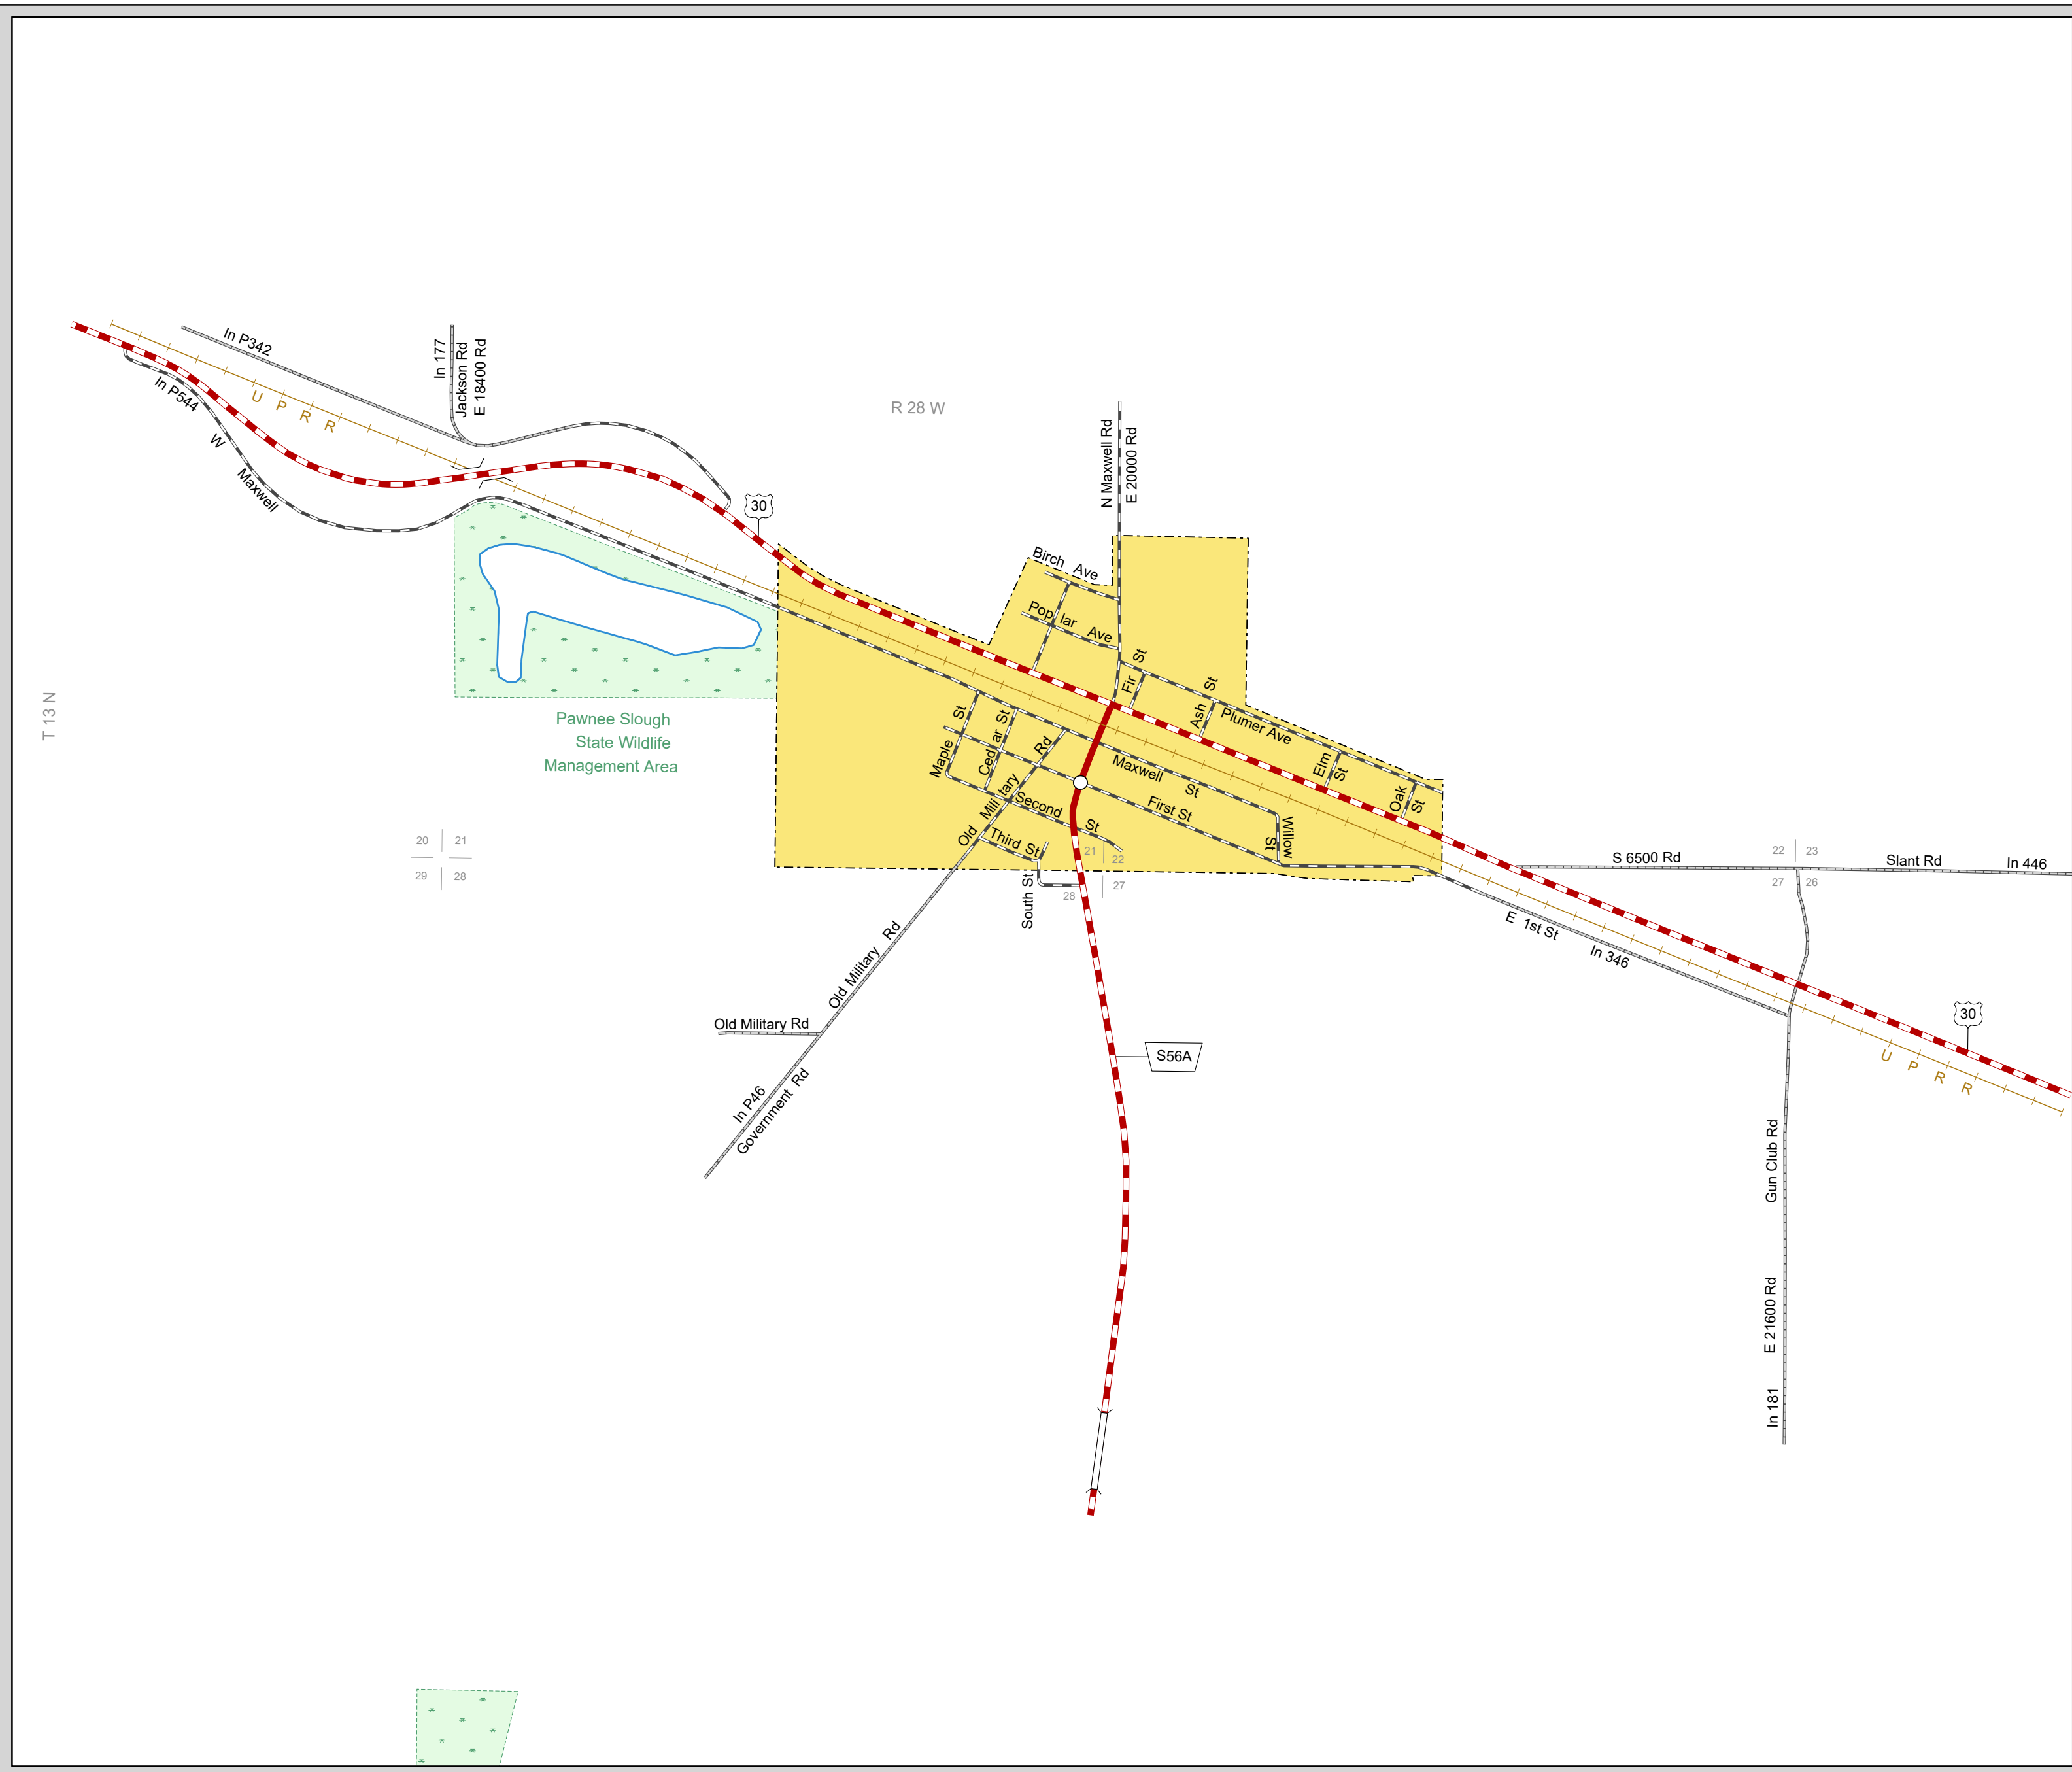 In P342
In 177
Jackson Rd
E 18400 Rd
In P544
W
Maxwell
U P R R
R 28 W
30
N Maxwell Rd
E 20000 Rd
Birch Ave
Poplar Ave
Fir St
Ash St
Plumer Ave
Elm St
Oak St
T 13 N
Pawnee Slough
State Wildlife
Management Area
Maple St
Cedar St
Old Military Rd
Maxwell St
First St
Second St
Third St
Willow St
South St
20 21
29 28
21 22
28 27
22 23
27 26
S 6500 Rd
Slant Rd
In 446
E 1st St
In 346
Old Military Rd
Old Military Rd
In P46
Government Rd
S56A
30
U P R R
Gun Club Rd
E 21600 Rd
In 181